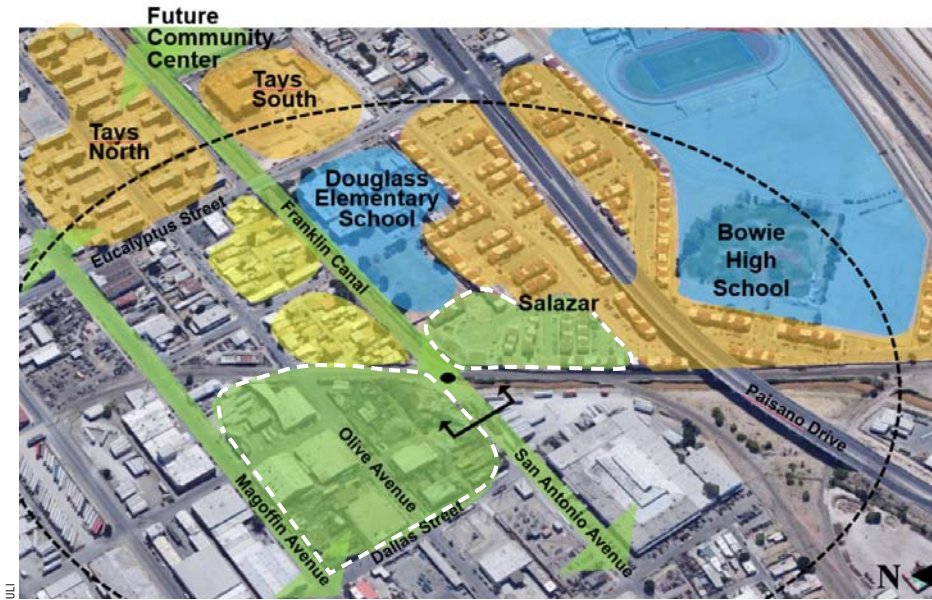 Future
Community
Center
Tays
South
Tays
North
Douglass
Elementary
School
Eucalyptus Street
Franklin Canal
Bowie
High
School
Salazar
Paisano Drive
Olive Avenue
San Antonio Avenue
Magoffin Avenue
Dallas Street
N
ULI